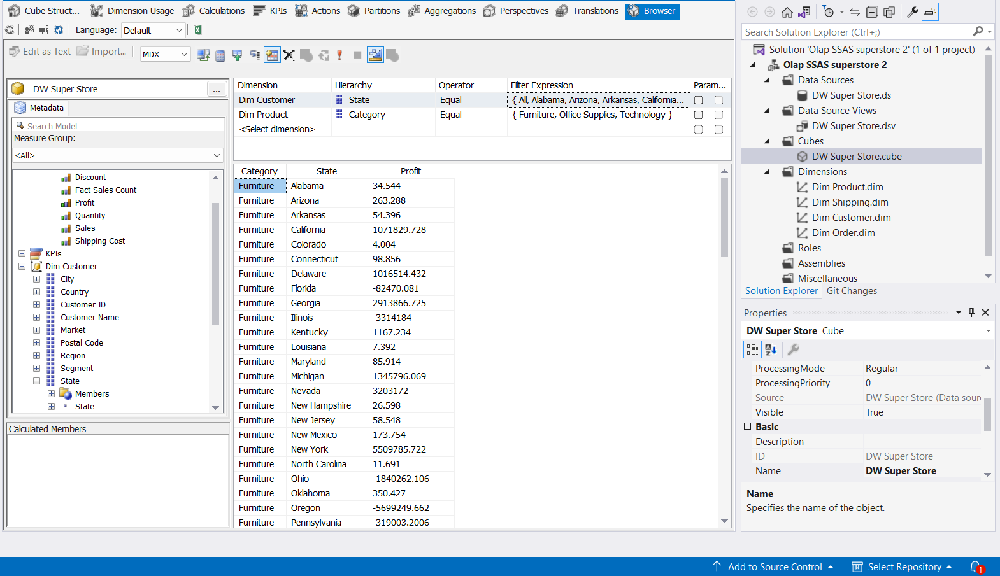 Cube Struct... Dimension Usage Calculations KPIs Actions Partitions Aggregations Perspectives Translations Browser
Language: Default
Edit as Text Import... MDX
DW Super Store ...
Metadata
Search Model
Measure Group:
<All>
Discount
Fact Sales Count
Profit
Quantity
Sales
Shipping Cost
KPIs
Dim Customer
City
Country
Customer ID
Customer Name
Market
Postal Code
Region
Segment
State
Members
State
Calculated Members
Dimension Hierarchy Operator Filter Expression Param...
Dim Customer State Equal { All, Alabama, Arizona, Arkansas, California...
Dim Product Category Equal { Furniture, Office Supplies, Technology }
<Select dimension>
Category State Profit
Furniture Alabama 34.544
Furniture Arizona 263.288
Furniture Arkansas 54.396
Furniture California 1071829.728
Furniture Colorado 4.004
Furniture Connecticut 98.856
Furniture Delaware 1016514.432
Furniture Florida -82470.081
Furniture Georgia 2913866.725
Furniture Illinois -3314184
Furniture Kentucky 1167.234
Furniture Louisiana 7.392
Furniture Maryland 85.914
Furniture Michigan 1345796.069
Furniture Nevada 3203172
Furniture New Hampshire 26.598
Furniture New Jersey 58.548
Furniture New Mexico 173.754
Furniture New York 5509785.722
Furniture North Carolina 11.691
Furniture Ohio -1840262.106
Furniture Oklahoma 350.427
Furniture Oregon -5699249.662
Furniture Pennsylvania -319003.2006
Search Solution Explorer (Ctrl+;)
Solution 'Olap SSAS superstore 2' (1 of 1 project)
Olap SSAS superstore 2
Data Sources
DW Super Store.ds
Data Source Views
DW Super Store.dsv
Cubes
DW Super Store.cube
Dimensions
Dim Product.dim
Dim Shipping.dim
Dim Customer.dim
Dim Order.dim
Roles
Assemblies
Miscellaneous
Solution Explorer Git Changes
Properties
DW Super Store Cube
ProcessingMode Regular
ProcessingPriority 0
Source DW Super Store (Data sour
Visible True
Basic
Description
ID DW Super Store
Name DW Super Store
Name
Specifies the name of the object.
Add to Source Control Select Repository 1